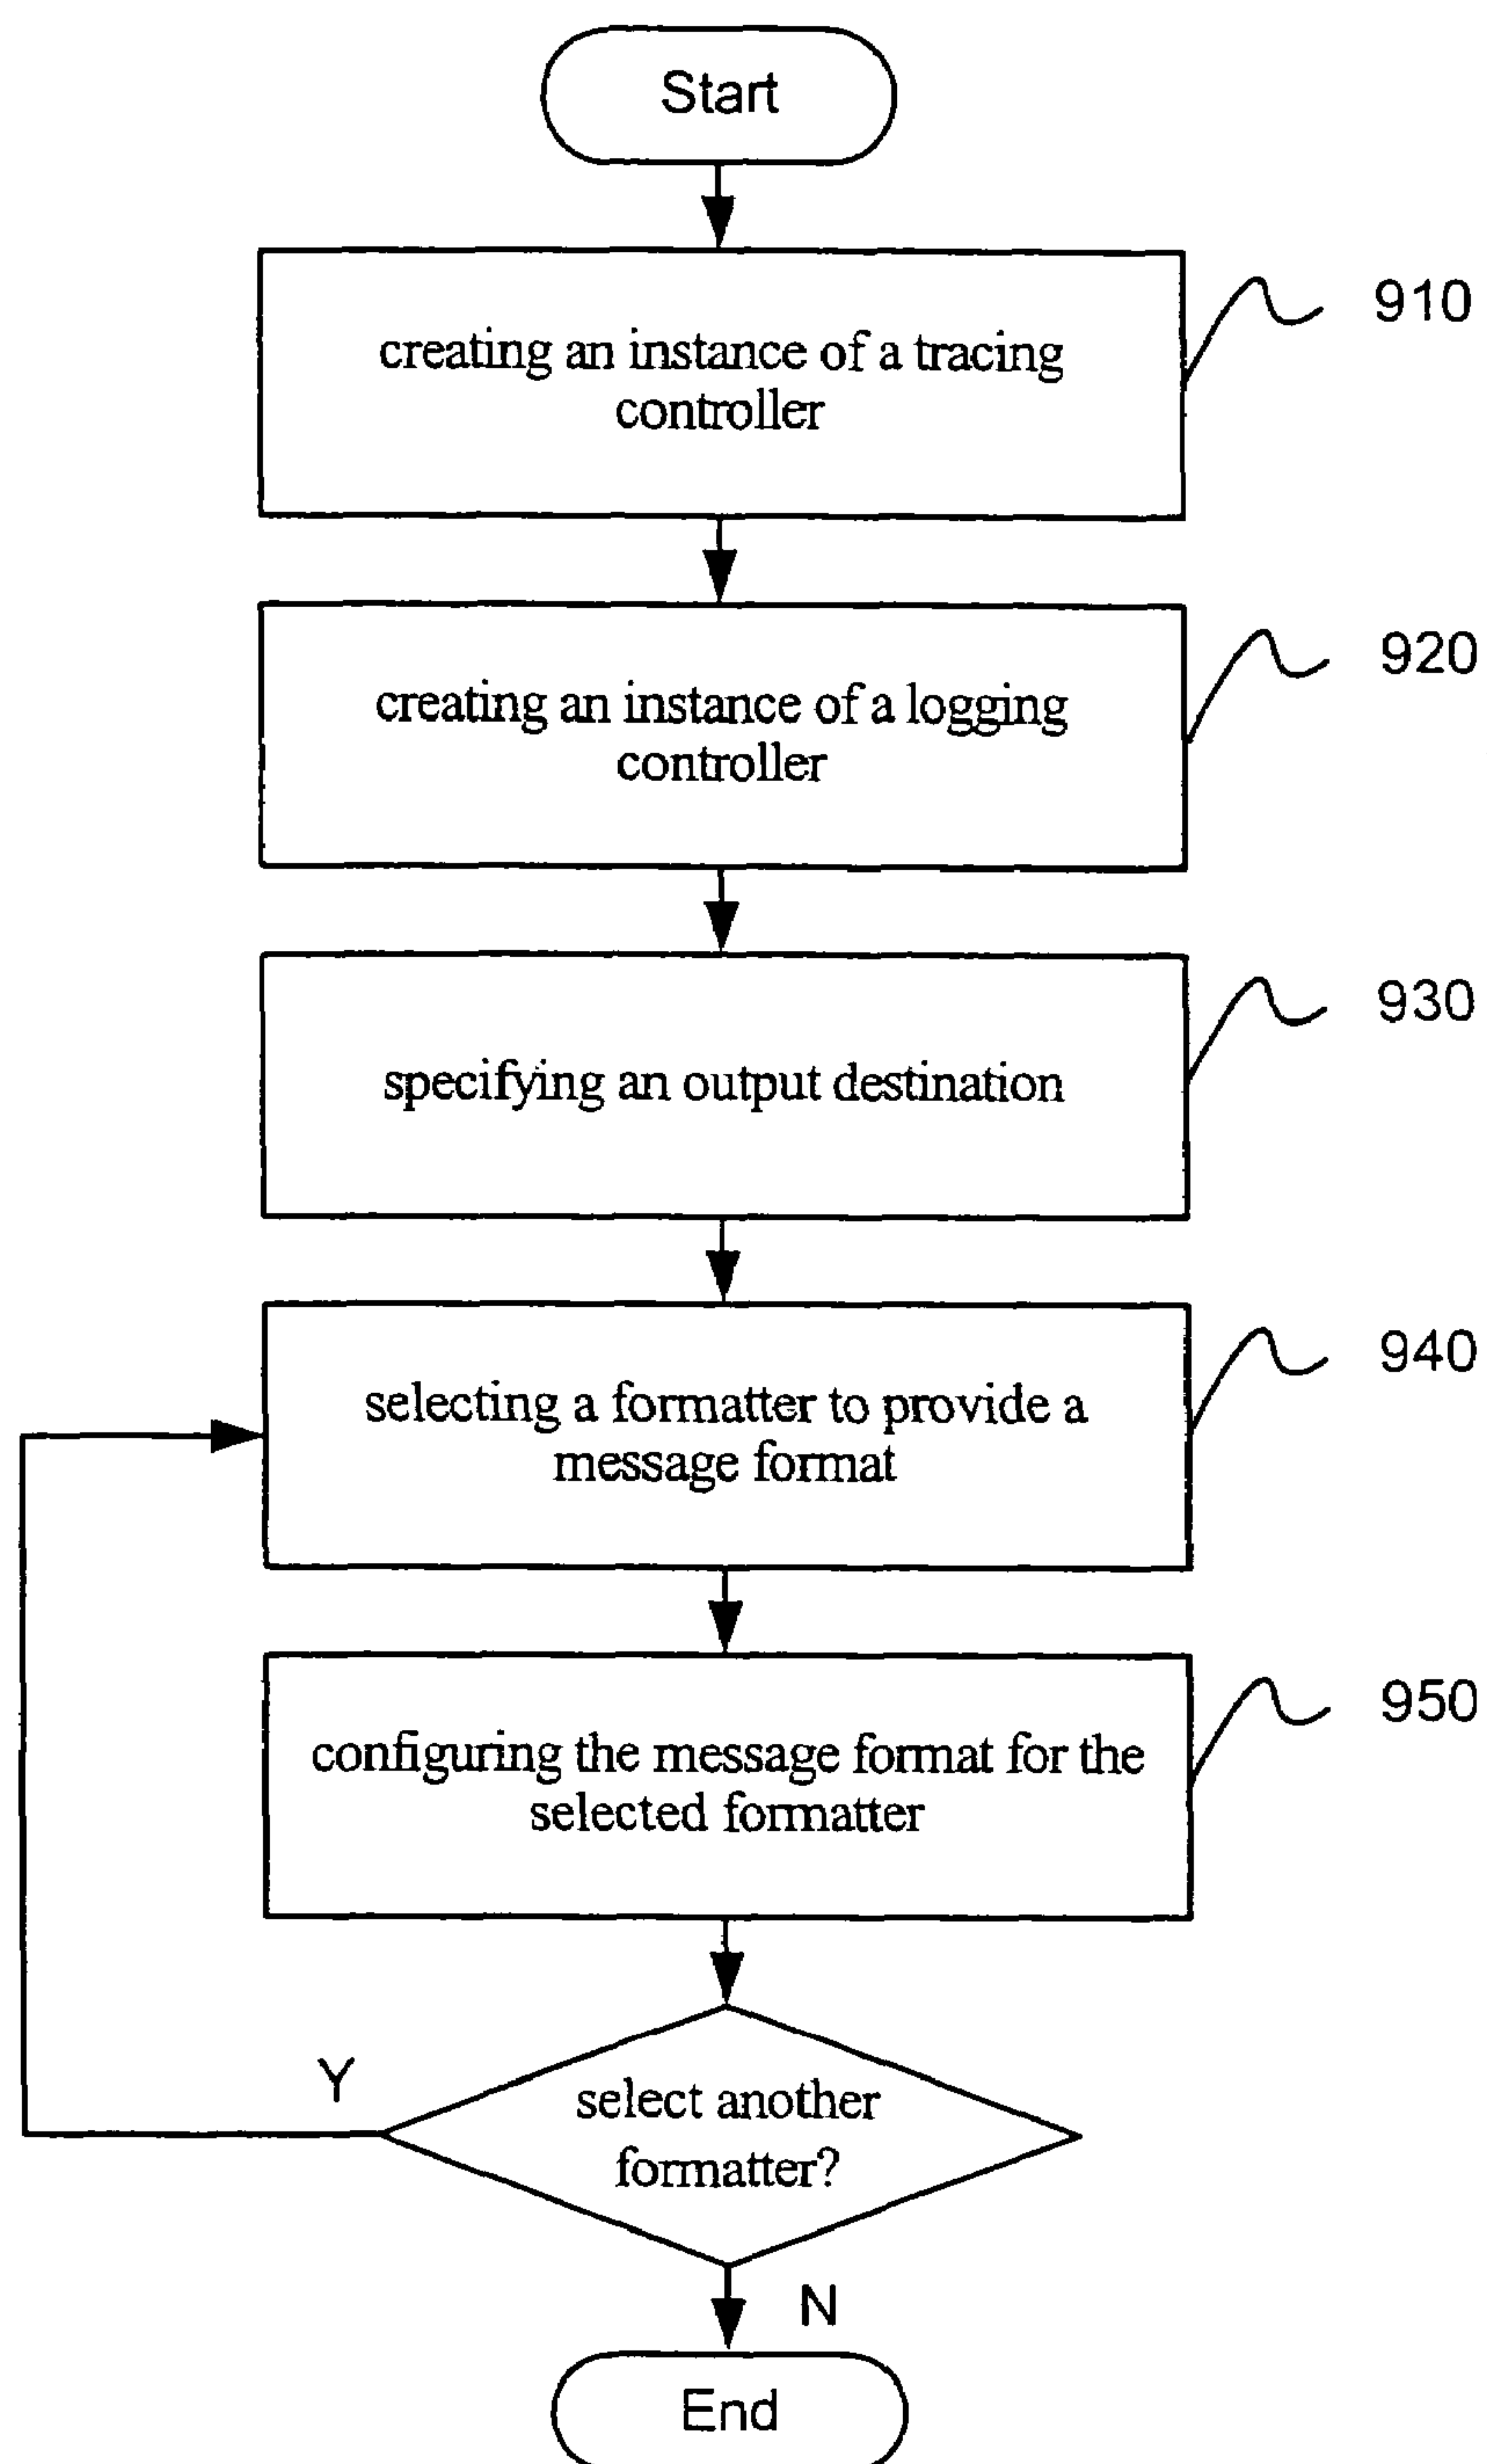 Start
creating an instance of a tracing
controller
910
creating an instance of a logging
controller
920
specifying an output destination
930
selecting a formatter to provide a
message format
940
configuring the message format for the
selected formatter
950
select another
formatter?
Y
N
End